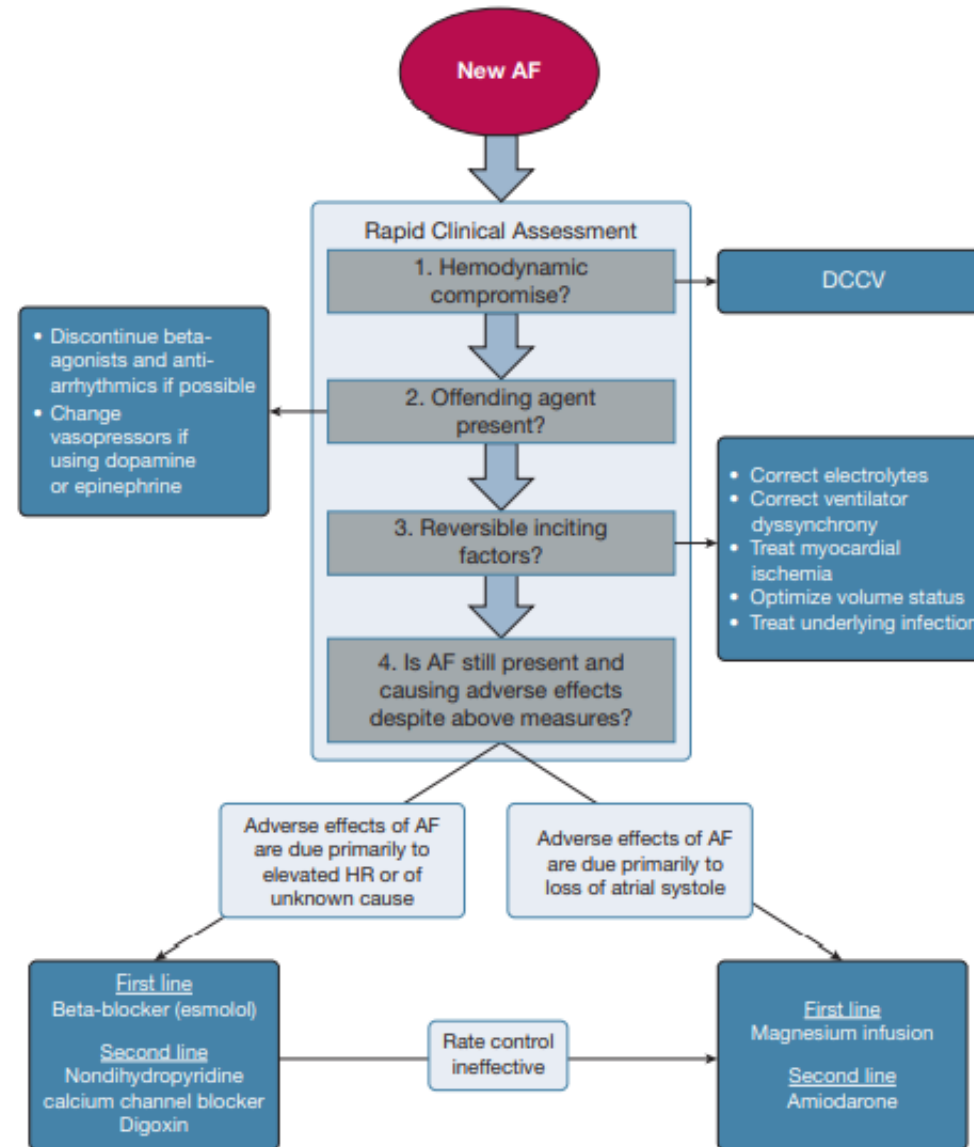 New AF
Rapid Clinical Assessment
1. Hemodynamic
compromise?
DCCV
• Discontinue beta-
agonists and anti-
arrhythmics if possible
• Change
vasopressors if
using dopamine
or epinephrine
2. Offending agent
present?
3. Reversible inciting
factors?
• Correct electrolytes
• Correct ventilator
dyssynchrony
• Treat myocardial
ischemia
• Optimize volume status
• Treat underlying infection
4. Is AF still present and
causing adverse effects
despite above measures?
Adverse effects of AF
are due primarily to
elevated HR or of
unknown cause
Adverse effects of AF
are due primarily to
loss of atrial systole
First line
Beta-blocker (esmolol)
Second line
Nondihydropyridine
calcium channel blocker
Digoxin
Rate control
ineffective
First line
Magnesium infusion
Second line
Amiodarone